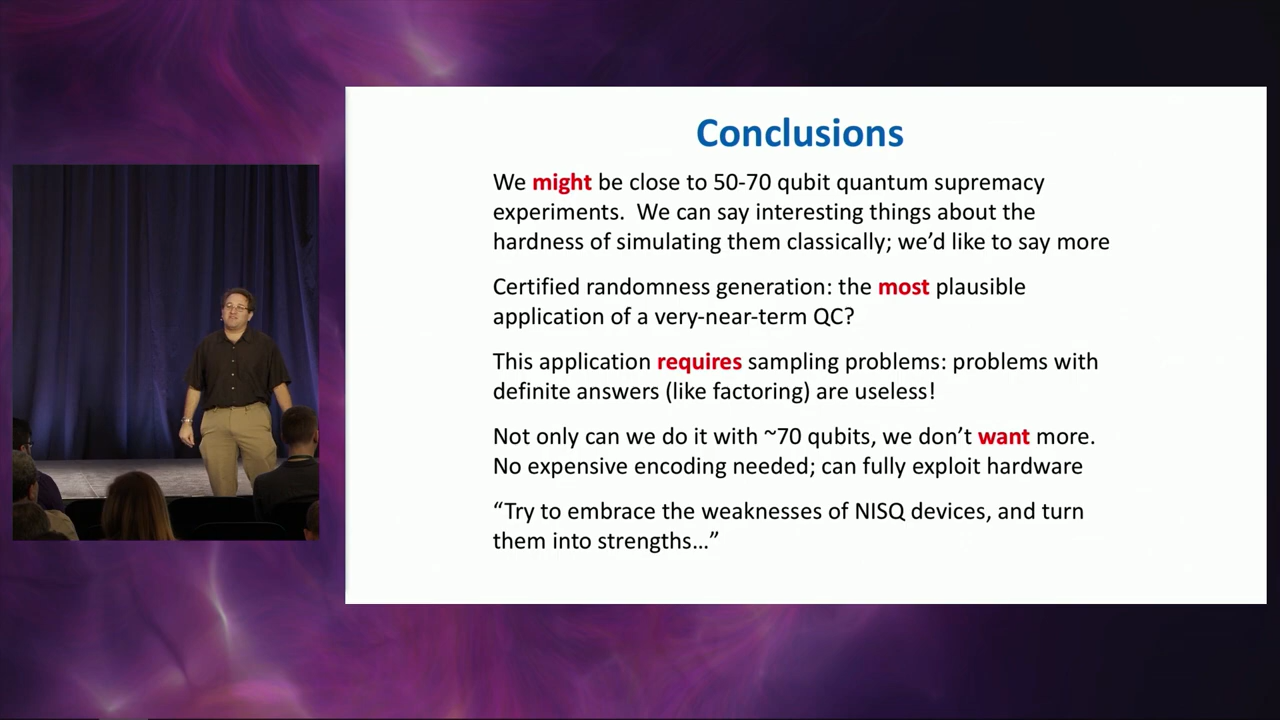 Conclusions
We might be close to 50-70 qubit quantum supremacy
experiments. We can say interesting things about the
hardness of simulating them classically; we’d like to say more
Certified randomness generation: the most plausible
application of a very-near-term QC?
This application requires sampling problems: problems with
definite answers (like factoring) are useless!
Not only can we do it with ~70 qubits, we don’t want more.
No expensive encoding needed; can fully exploit hardware
“Try to embrace the weaknesses of NISQ devices, and turn
them into strengths…”